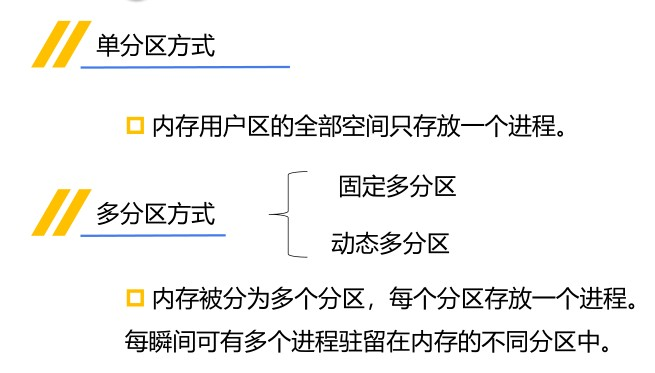 单分区方式
内存用户区的全部空间只存放一个进程。
固定多分区
多分区方式
动态多分区
内存被分为多个分区，每个分区存放一个进程。
每瞬间可有多个进程驻留在内存的不同分区中。